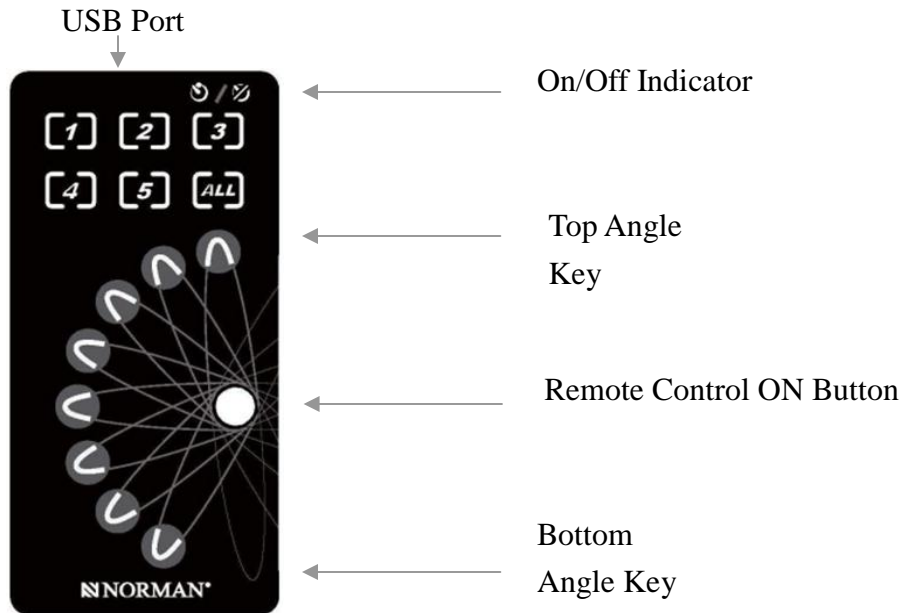 USB Port
On/Off Indicator
1 2 3
4 5 ALL
Top Angle
Key
Remote Control ON Button
Bottom
Angle Key
NORMAN